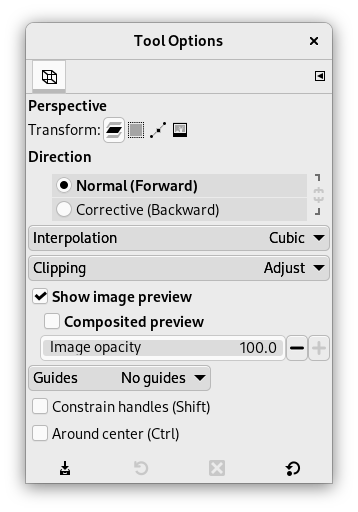 Tool Options
Perspective
Transform:
Direction
Normal (Forward)
Corrective (Backward)
Interpolation Cubic
Clipping Adjust
Show image preview
Composited preview
Image opacity 100.0
Guides No guides
Constrain handles (Shift)
Around center (Ctrl)